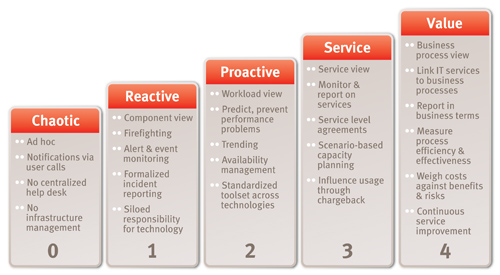 Chaotic
Ad hoc
Notifications via
user calls
No centralized
help desk
No
infrastructure
management
0
Reactive
Component view
Firefighting
Alert & event
monitoring
Formalized
incident
reporting
Siloed
responsibility
for technology
1
Proactive
Workload view
Predict, prevent
performance
problems
Trending
Availability
management
Standardized
toolset across
technologies
2
Service
Service view
Monitor &
report on
services
Service level
agreements
Scenario-based
capacity
planning
Influence usage
through
chargeback
3
Value
Business
process view
Link IT services
to business
processes
Report in
business terms
Measure
process
efficiency &
effectiveness
Weigh costs
against benefits
& risks
Continuous
service
improvement
4